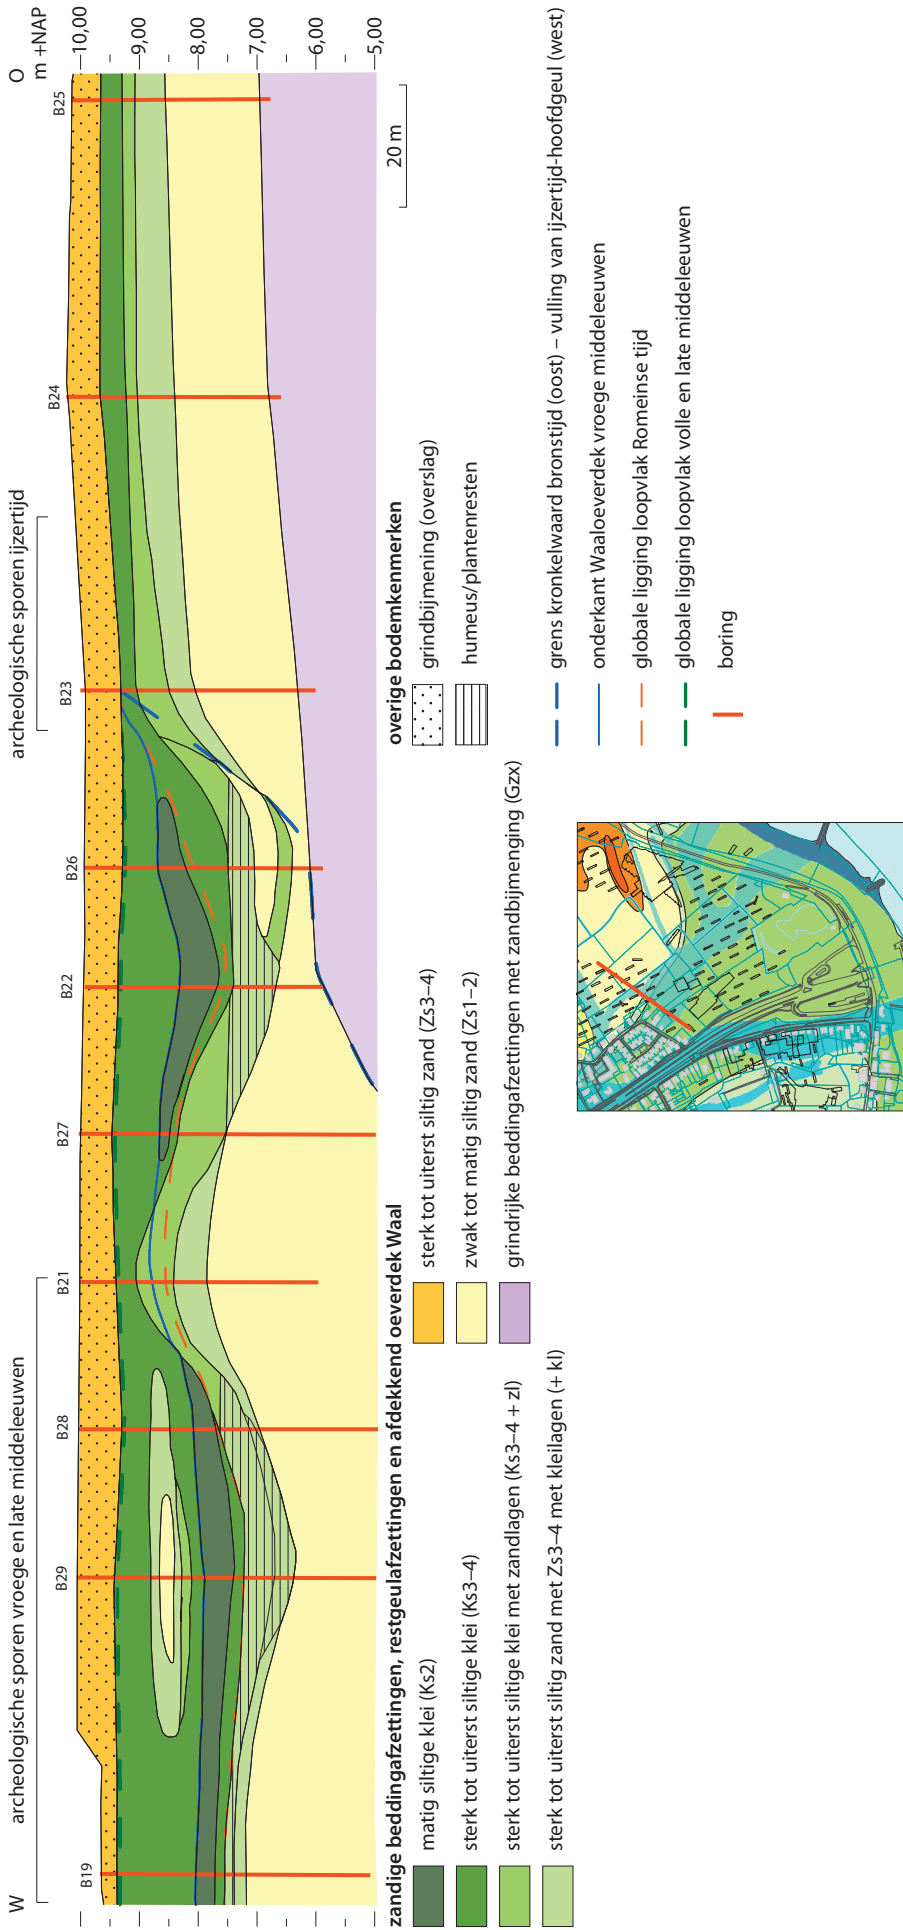 W
archeologische sporen vroege en late middeleeuwen
archeologische sporen ijzertijd
O
m +NAP
B19
B29
B28
B21
B27
B22
B26
B23
B24
B25
10,00
9,00
8,00
7,00
6,00
5,00
20 m
zandige beddingafzettingen, restgeulafzettingen en afdekkend oeverdek Waal
matig siltige klei (Ks2)
sterk tot uiterst siltige klei (Ks3–4)
sterk tot uiterst siltige klei met zandlagen (Ks3–4 + zl)
sterk tot uiterst siltig zand met Zs3–4 met kleilagen (+ kl)
sterk tot uiterst siltig zand (Zs3–4)
zwak tot matig siltig zand (Zs1–2)
grindrijke beddingafzettingen met zandbijmenging (Gzx)
overige bodemkenmerken
grindbijmening (overslag)
humeus/plantenresten
grens kronkelwaard bronstijd (oost) – vulling van ijzertijd-hoofdgeul (west)
onderkant Waaloeverdek vroege middeleeuwen
globale ligging loopvlak Romeinse tijd
globale ligging loopvlak volle en late middeleeuwen
boring